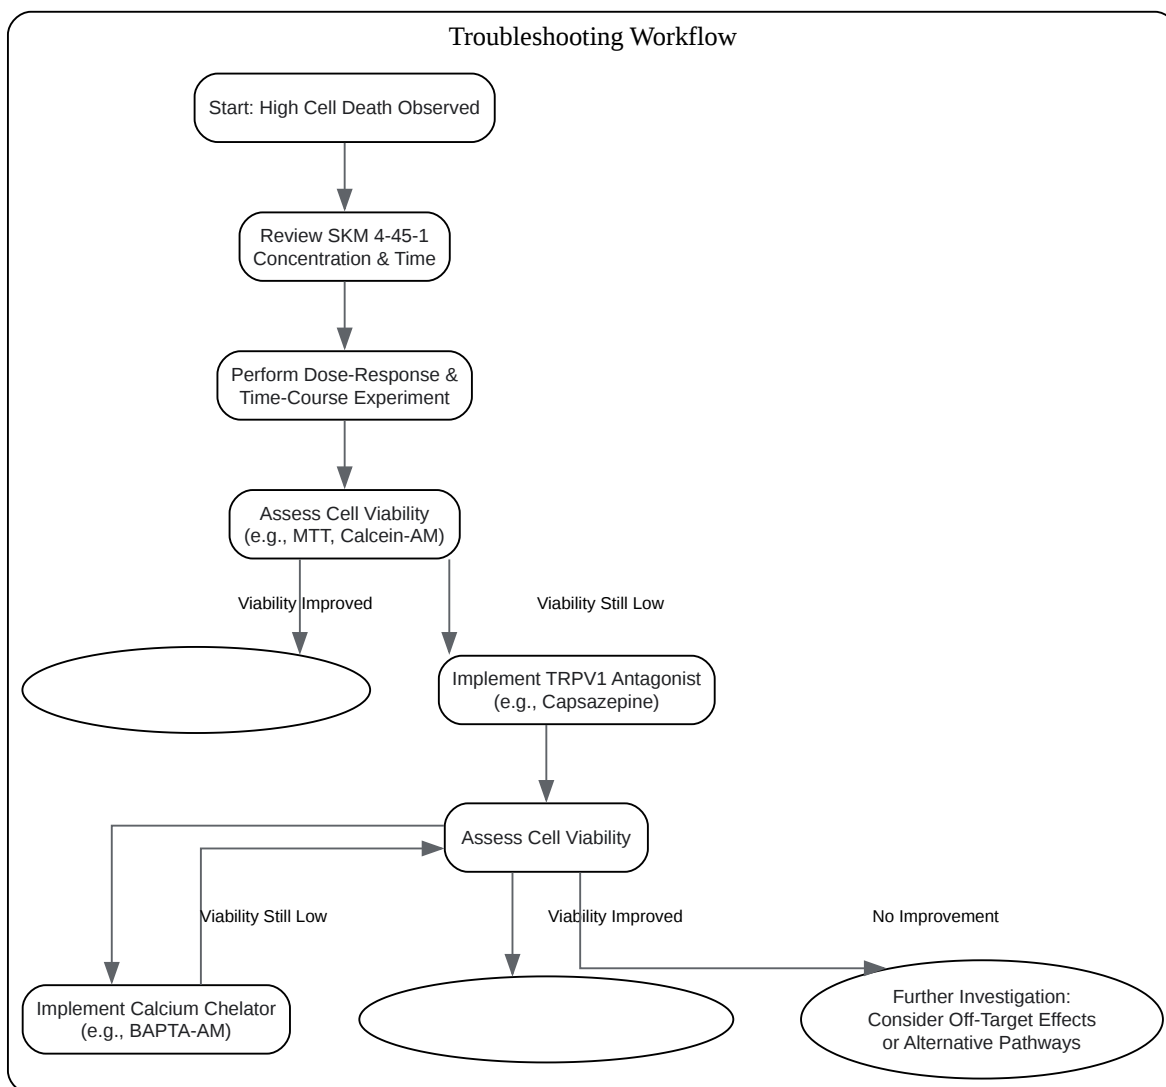 Troubleshooting Workflow
Start: High Cell Death Observed
Review SKM 4-45-1
Concentration & Time
Perform Dose-Response &
Time-Course Experiment
Assess Cell Viability
(e.g., MTT, Calcein-AM)
Viability Improved
Viability Still Low
Implement TRPV1 Antagonist
(e.g., Capsazepine)
Assess Cell Viability
Viability Still Low
Viability Improved
No Improvement
Implement Calcium Chelator
(e.g., BAPTA-AM)
Further Investigation:
Consider Off-Target Effects
or Alternative Pathways